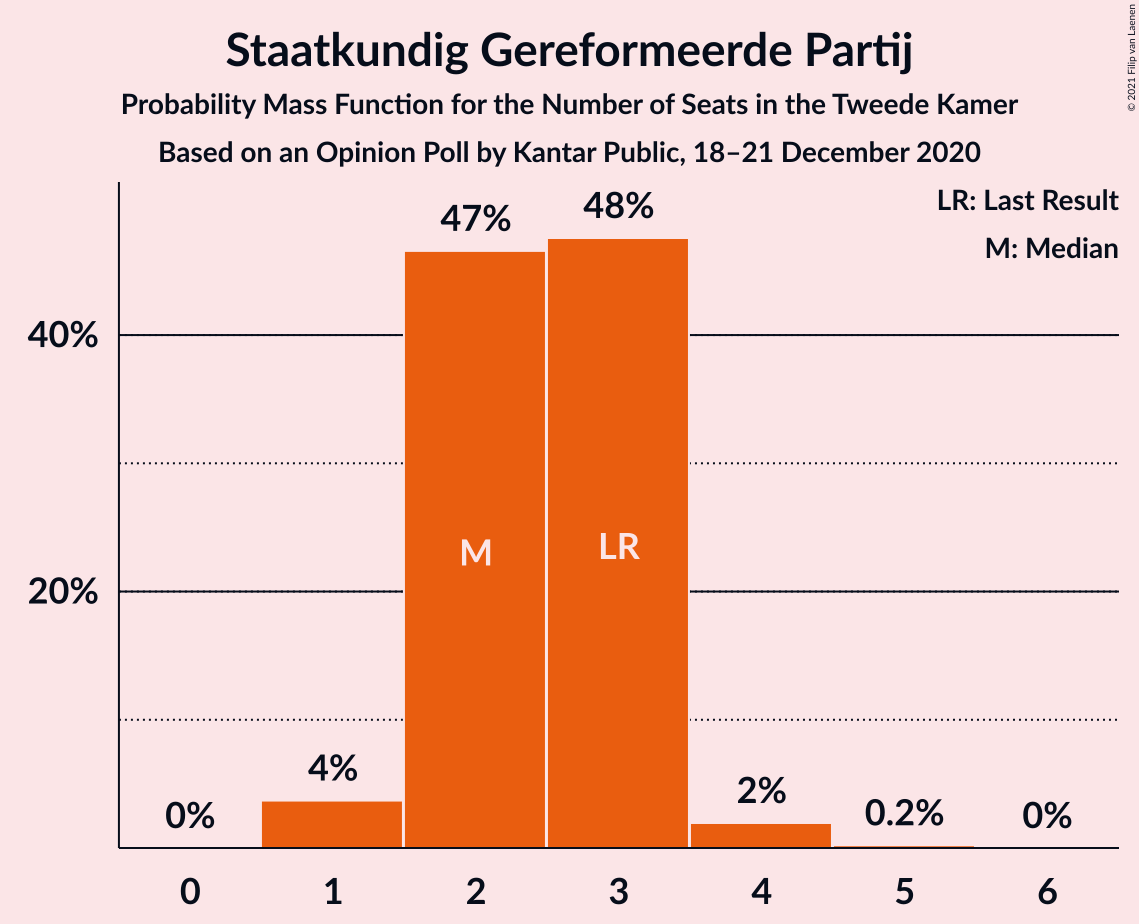 Staatkundig Gereformeerde Partij
Probability Mass Function for the Number of Seats in the Tweede Kamer
Based on an Opinion Poll by Kantar Public, 18–21 December 2020
© 2021 Filip van Laenen
LR: Last Result
M: Median
47%
48%
40%
20%
M
LR
0%
4%
2%
0.2%
0%
0
1
2
3
4
5
6